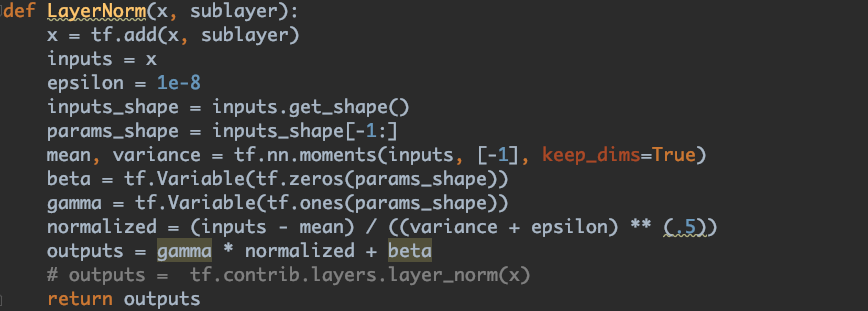 def LayerNorm(x, sublayer):
    x = tf.add(x, sublayer)
    inputs = x
    epsilon = 1e-8
    inputs_shape = inputs.get_shape()
    params_shape = inputs_shape[-1:]
    mean, variance = tf.nn.moments(inputs, [-1], keep_dims=True)
    beta = tf.Variable(tf.zeros(params_shape))
    gamma = tf.Variable(tf.ones(params_shape))
    normalized = (inputs - mean) / ((variance + epsilon) ** (.5))
    outputs = gamma * normalized + beta
    # outputs =  tf.contrib.layers.layer_norm(x)
    return outputs